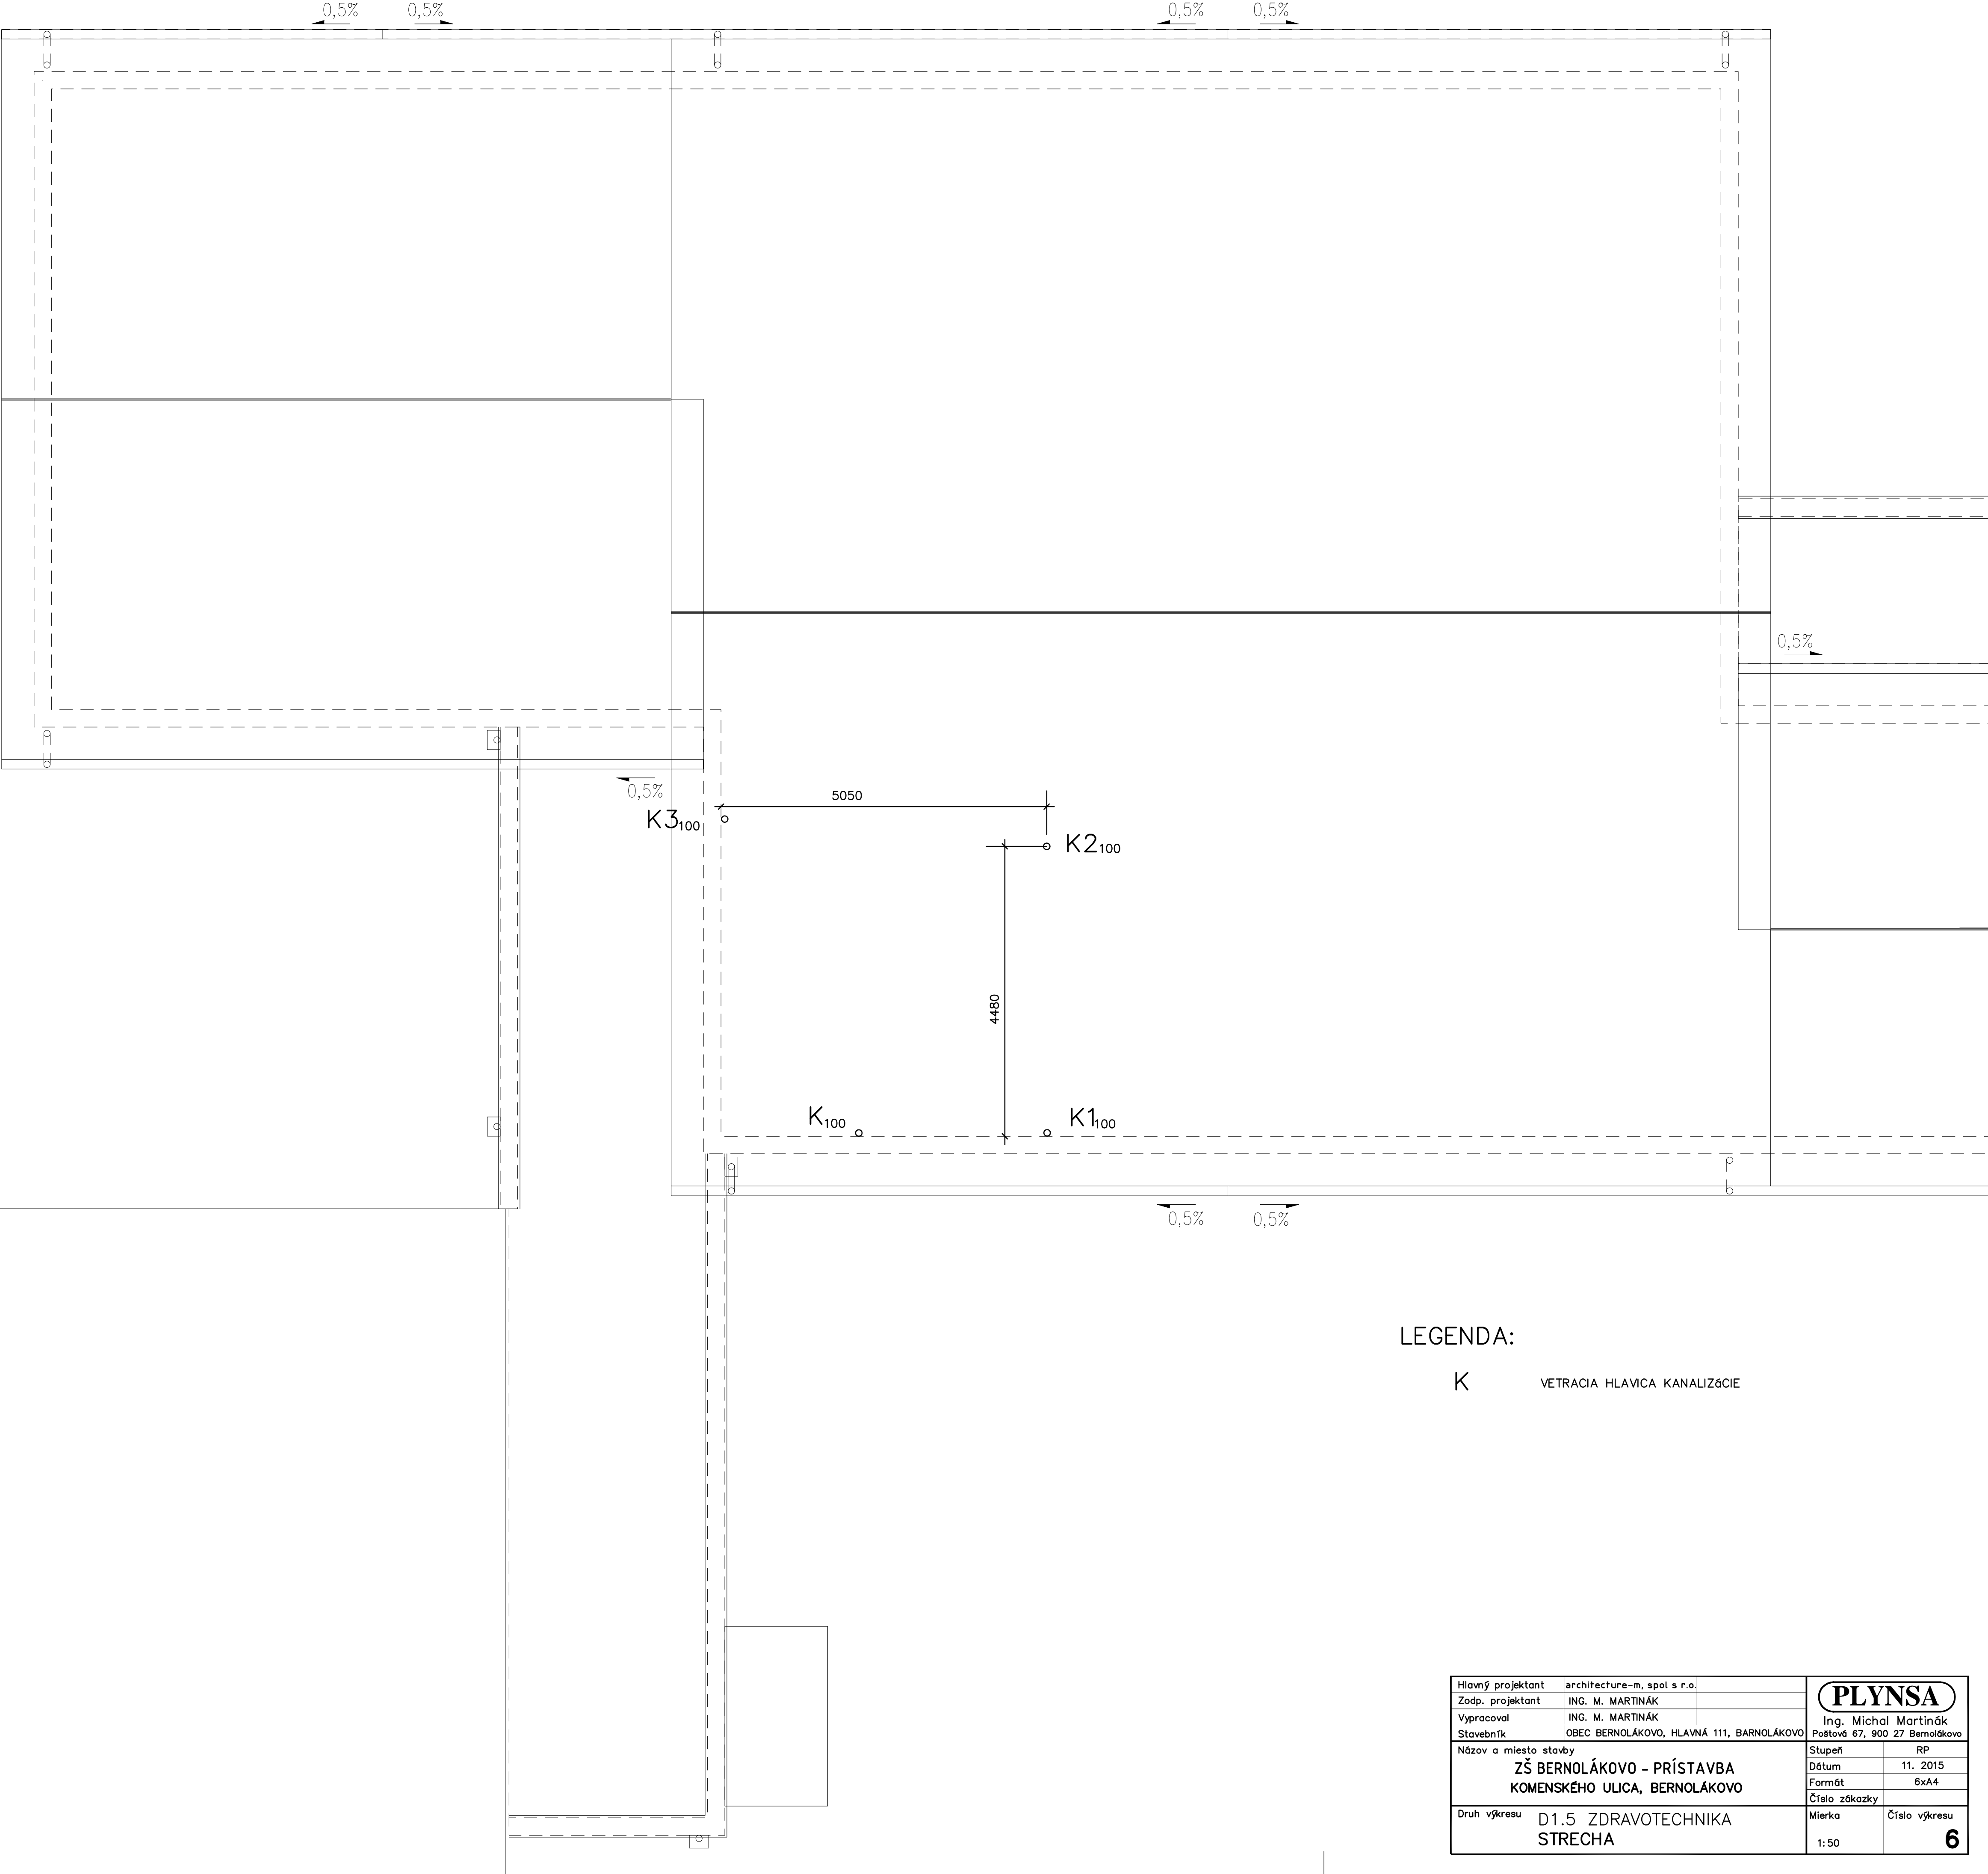 0,5% 0,5% 0,5% 0,5%
0,5%
0,5%
5050
K3100
K2100
4480
K100
K1100
0,5% 0,5%
LEGENDA:
K VETRACIA HLAVICA KANALIZáCIE
Hlavný projektant architecture-m, spol s r.o.
Zodp. projektant ING. M. MARTINÁK
Vypracoval ING. M. MARTINÁK
Stavebník OBEC BERNOLÁKOVO, HLAVNÁ 111, BARNOLÁKOVO
PLYNSA
Ing. Michal Martinák
Poštová 67, 900 27 Bernolákovo
Názov a miesto stavby
ZŠ BERNOLÁKOVO - PRÍSTAVBA
KOMENSKÉHO ULICA, BERNOLÁKOVO
Stupeň RP
Dátum 11. 2015
Formát 6xA4
Číslo zákazky
Druh výkresu D1.5 ZDRAVOTECHNIKA
STRECHA
Mierka Číslo výkresu
1:50 6